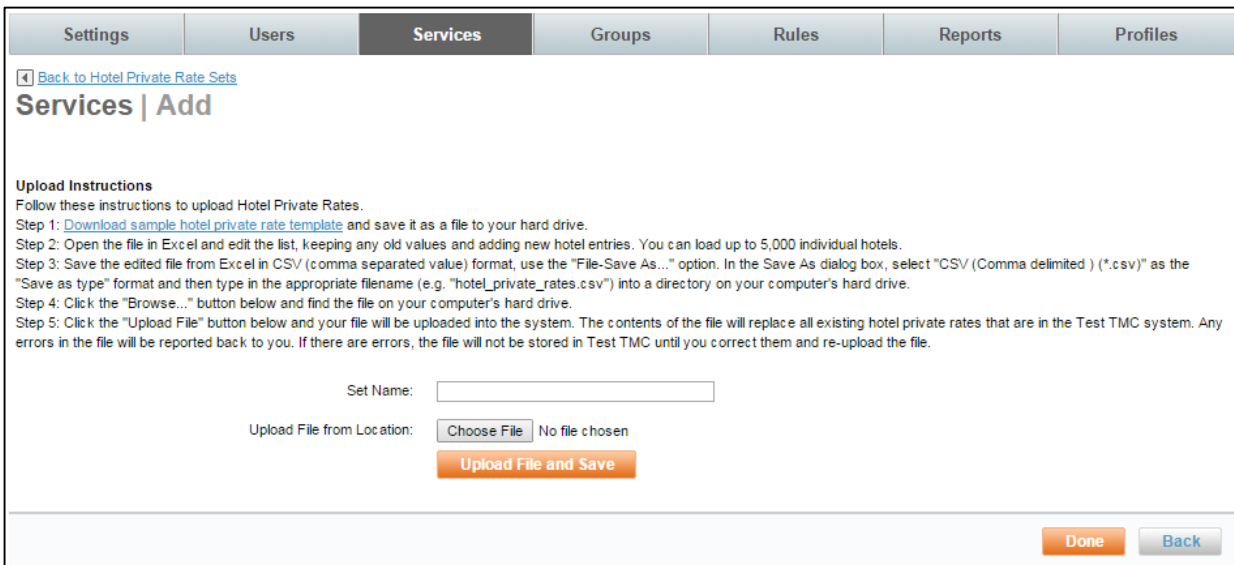 Settings Users Services Groups Rules Reports Profiles
Back to Hotel Private Rate Sets
Services | Add
Upload Instructions
Follow these instructions to upload Hotel Private Rates.
Step 1: Download sample hotel private rate template and save it as a file to your hard drive.
Step 2: Open the file in Excel and edit the list, keeping any old values and adding new hotel entries. You can load up to 5,000 individual hotels.
Step 3: Save the edited file from Excel in CSV (comma separated value) format, use the "File-Save As..." option. In the Save As dialog box, select "CSV (Comma delimited ) (*.csv)" as the
"Save as type" format and then type in the appropriate filename (e.g. "hotel_private_rates.csv") into a directory on your computer's hard drive.
Step 4: Click the "Browse..." button below and find the file on your computer's hard drive.
Step 5: Click the "Upload File" button below and your file will be uploaded into the system. The contents of the file will replace all existing hotel private rates that are in the Test TMC system. Any
errors in the file will be reported back to you. If there are errors, the file will not be stored in Test TMC until you correct them and re-upload the file.
Set Name:
Upload File from Location: Choose File No file chosen
Upload File and Save
Done Back